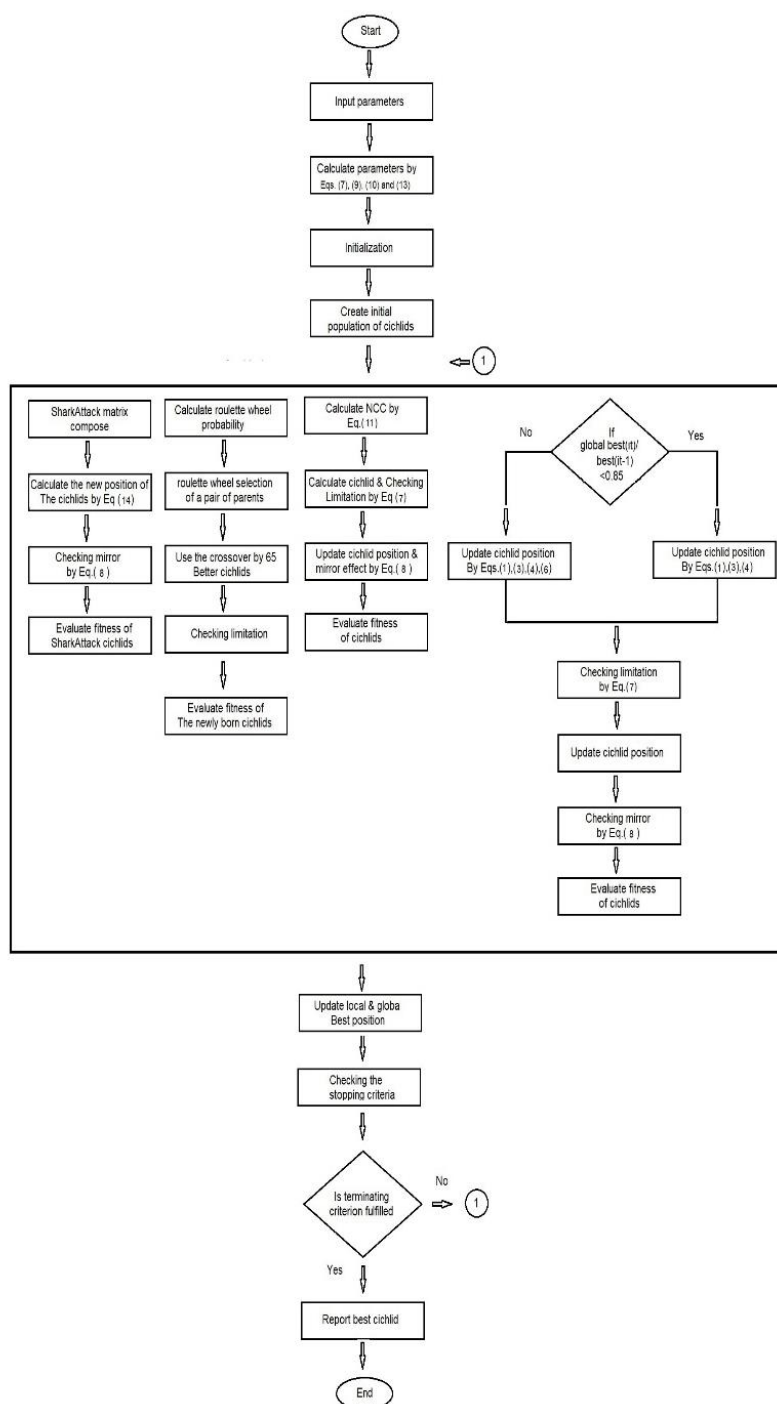 Start
Input parameters
Calculate parameters by
Eqs. (7), (9), (10) and (13)
Initialization
Create initial
population of cichlids
1
SharkAttack matrix
compose
Calculate the new position of
The cichlids by Eq (14)
Checking mirror
by Eq.( 8 )
Evaluate fitness of
SharkAttack cichlids
Calculate roulette wheel
probability
roulette wheel selection
of a pair of parents
Use the crossover by 65
Better cichlids
Checking limitation
Evaluate fitness of
The newly born cichlids
Calculate NCC by
Eq.(11)
Calculate cichlid & Checking
Limitation by Eq (7)
Update cichlid position &
mirror effect by Eq.( 8 )
Evaluate fitness
of cichlids
If
global best(it)/
best(it-1)
<0.85
No
Yes
Update cichlid position
By Eqs.(1),(3),(4),(6)
Update cichlid position
By Eqs.(1),(3),(4)
Checking limitation
by Eq.(7)
Update cichlid position
Checking mirror
by Eq.( 8 )
Evaluate fitness
of cichlids
Update local & globa
Best position
Checking the
stopping criteria
Is terminating
criterion fulfilled
No
1
Yes
Report best cichlid
End